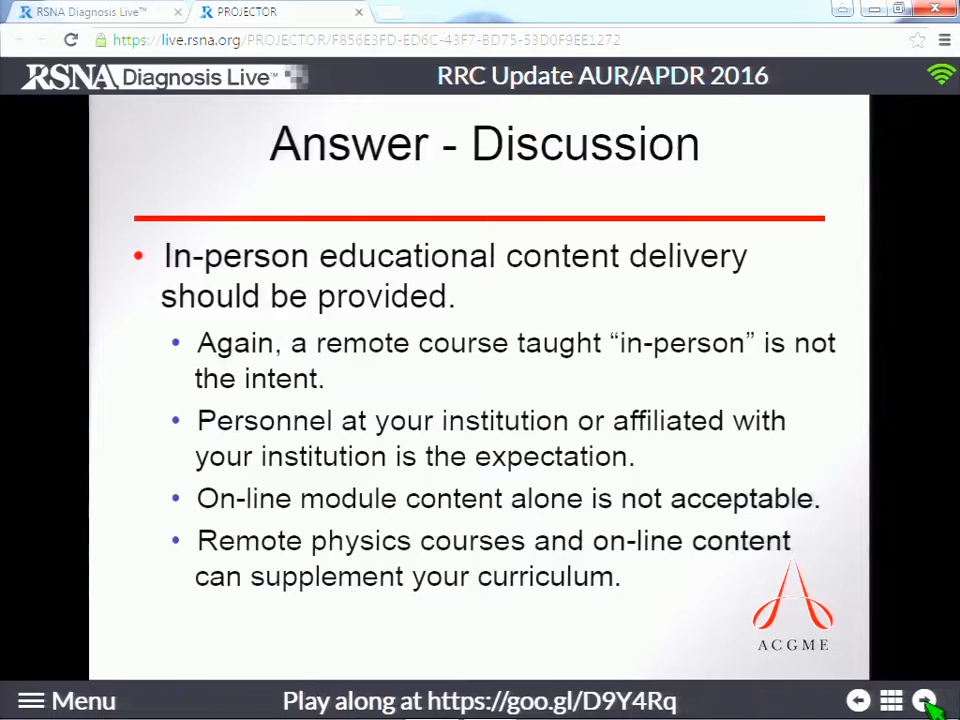 RSNA Diagnosis Live™
PROJECTOR
https://live.rsna.org/PROJECTOR/F856E3FD-ED6C-43F7-BD75-53D0F9EE1272
RSNA Diagnosis Live™
RRC Update AUR/APDR 2016
Answer - Discussion
• In-person educational content delivery
should be provided.
• Again, a remote course taught “in-person” is not
the intent.
• Personnel at your institution or affiliated with
your institution is the expectation.
• On-line module content alone is not acceptable.
• Remote physics courses and on-line content
can supplement your curriculum.
ACGME
Menu
Play along at https://goo.gl/D9Y4Rq